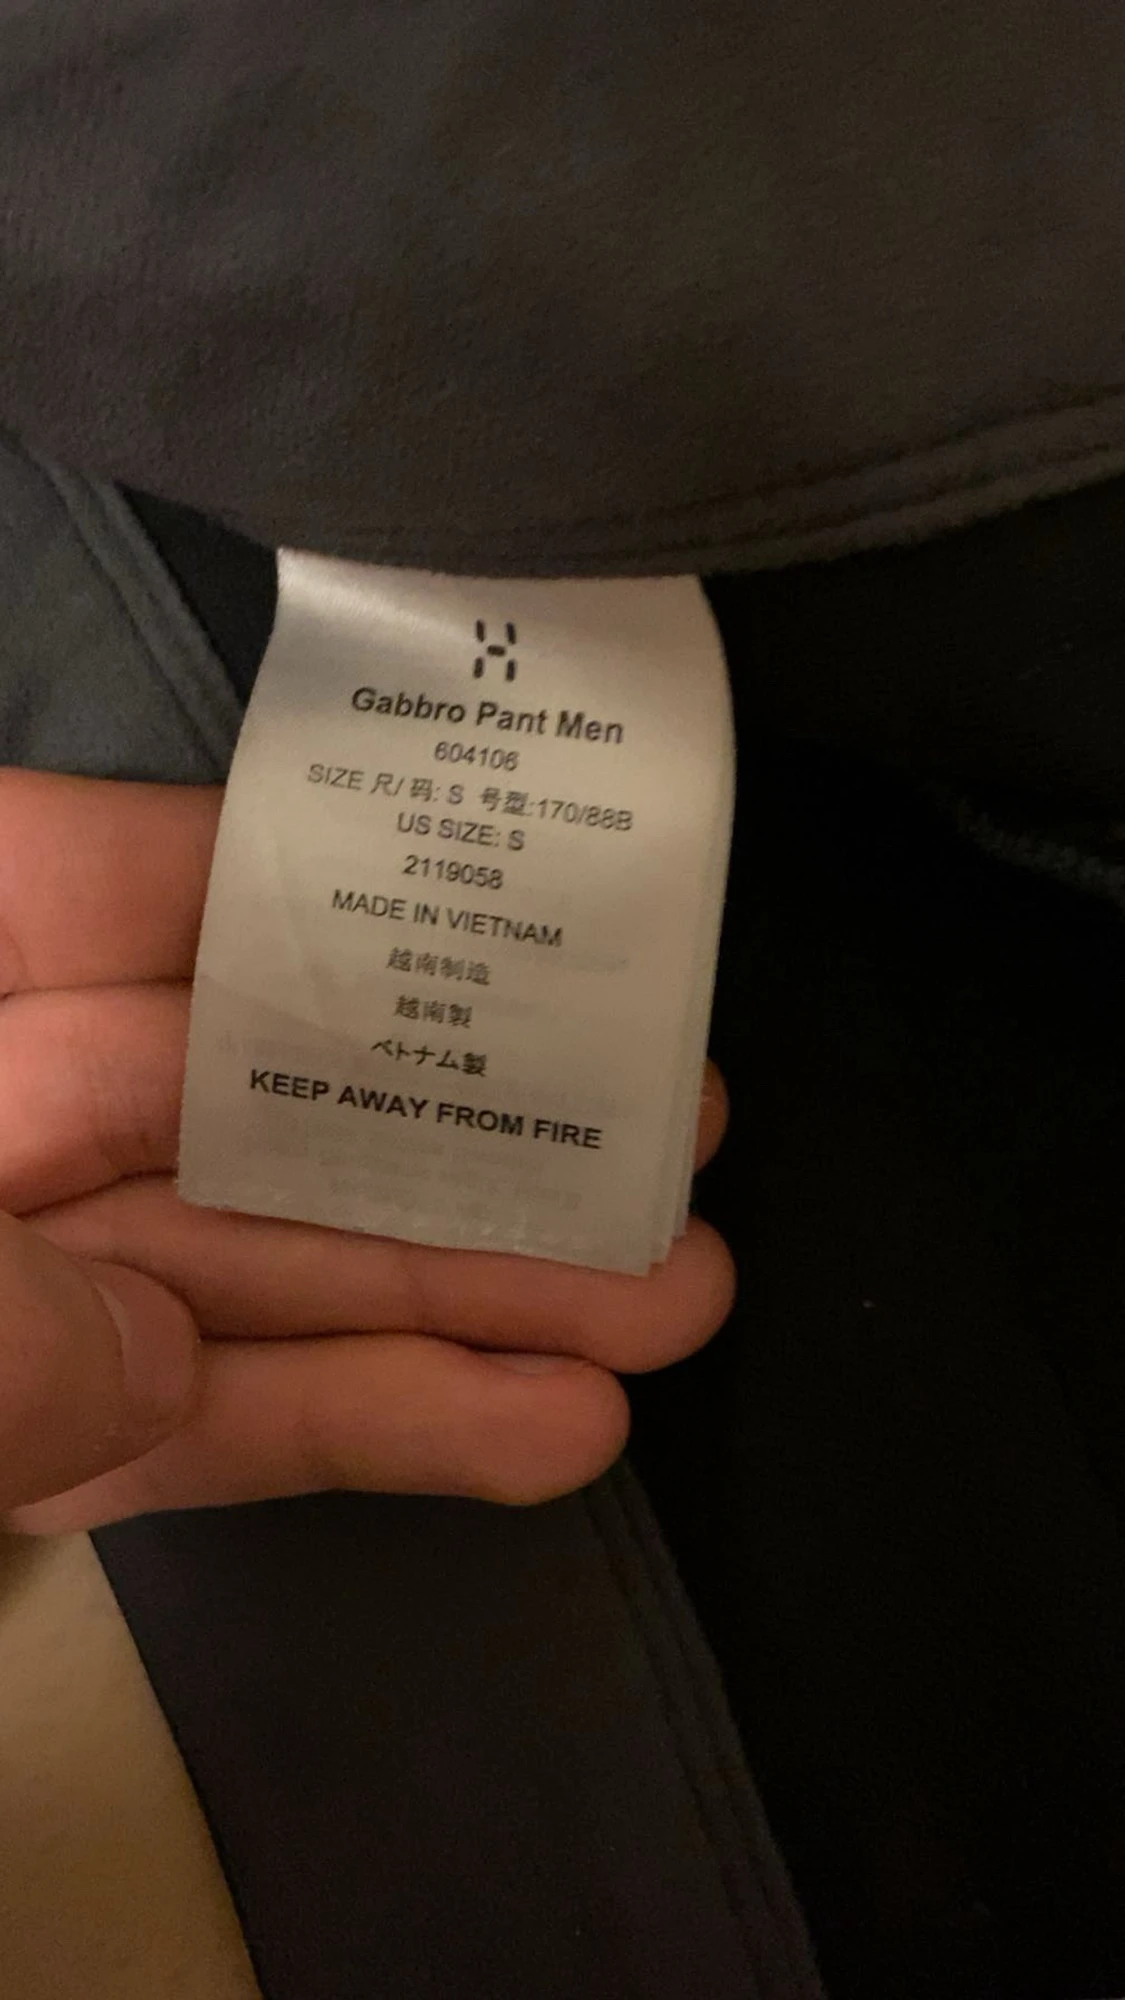 Gabbro Pant Men
604106
SIZE 尺/ 码: S 号型:170/88B
US SIZE: S
2119058
MADE IN VIETNAM
越南制造
越南製
ベトナム製
KEEP AWAY FROM FIRE